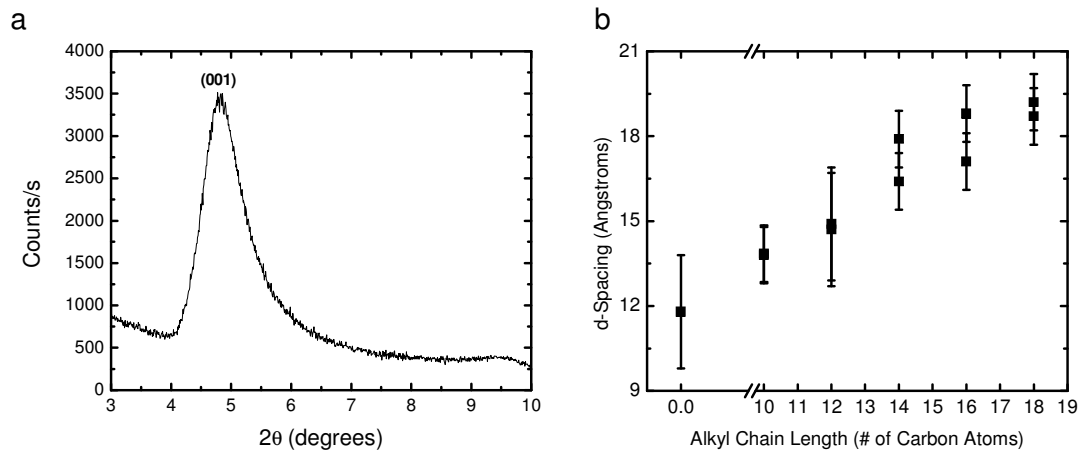 a
4000
3500
3000
2500
2000
1500
1000
500
0
Counts/s
(001)
3 4 5 6 7 8 9 10
2θ (degrees)
b
21
18
15
12
9
d-Spacing (Angstroms)
0.0 10 11 12 13 14 15 16 17 18 19
Alkyl Chain Length (# of Carbon Atoms)